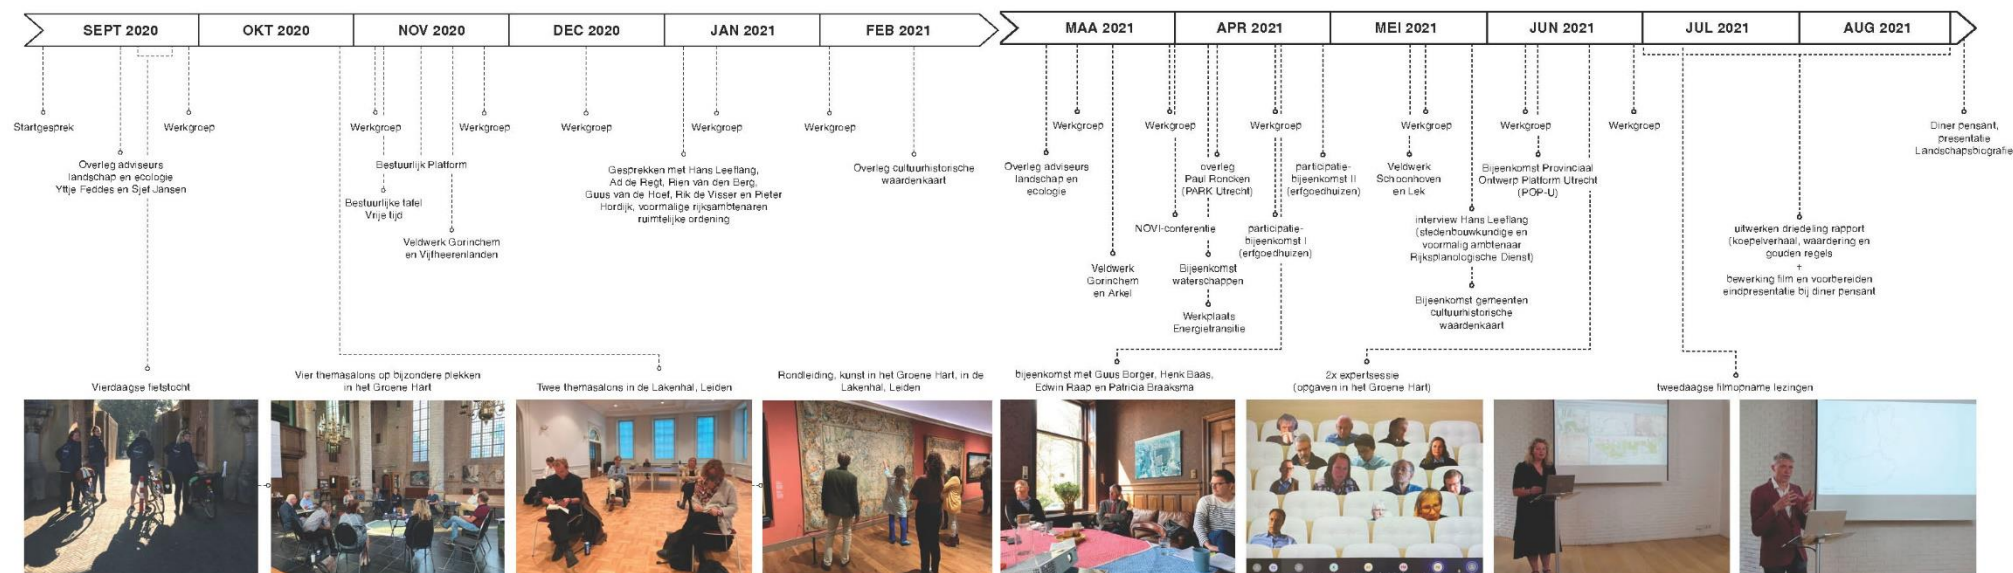 SEPT 2020
OKT 2020
NOV 2020
DEC 2020
JAN 2021
FEB 2021
MAA 2021
APR 2021
MEI 2021
JUN 2021
JUL 2021
AUG 2021
Startgesprek
Overleg adviseurs
landschap en ecologie
Yttje Feddes en Sjef Jansen
Werkgroep
Werkgroep
Bestuurlijke tafel
Vrije tijd
Bestuurlijk Platform
Veldwerk Gorinchem
en Vijfheerenlanden
Werkgroep
Werkgroep
Gesprekken met Hans Leeflang,
Ad de Regt, Rien van den Berg,
Guus van de Hoef, Rik de Visser en Pieter
Hordijk, voormalige rijksambtenaren
ruimtelijke ordening
Werkgroep
Werkgroep
Overleg cultuurhistorische
waardenkaart
Overleg adviseurs
landschap en
ecologie
Werkgroep
Veldwerk
Gorinchem
en Arkel
Werkgroep
NOVI-conferentie
Bijeenkomst
waterschappen
Werkplaats
Energietransitie
overleg
Paul Roncken
(PARK Utrecht)
Werkgroep
participatie-
bijeenkomst I
(erfgoedhuizen)
participatie-
bijeenkomst II
(erfgoedhuizen)
Veldwerk
Schoonhoven
en Lek
Werkgroep
interview Hans Leeflang
(stedenbouwkundige en
voormalig ambtenaar
Rijksplanologische Dienst)
Bijeenkomst gemeenten
cultuurhistorische
waardenkaart
Werkgroep
Bijeenkomst Provinciaal
Ontwerp Platform Utrecht
(POP-U)
Werkgroep
uitwerken driedeling rapport
(koepelverhaal, waardering en
gouden regels
+
bewerking film en voorbereiden
eindpresentatie bij diner pensant
Diner pensant,
presentatie
Landschapsbiografie
Vierdaagse fietstocht
Vier themasalons op bijzondere plekken
in het Groene Hart
Twee themasalons in de Lakenhal, Leiden
Rondleiding, kunst in het Groene Hart, in de
Lakenhal, Leiden
bijeenkomst met Guus Borger, Henk Baas,
Edwin Raap en Patricia Braaksma
2x expertsessie
(opgaven in het Groene Hart)
tweedaagse filmopname lezingen